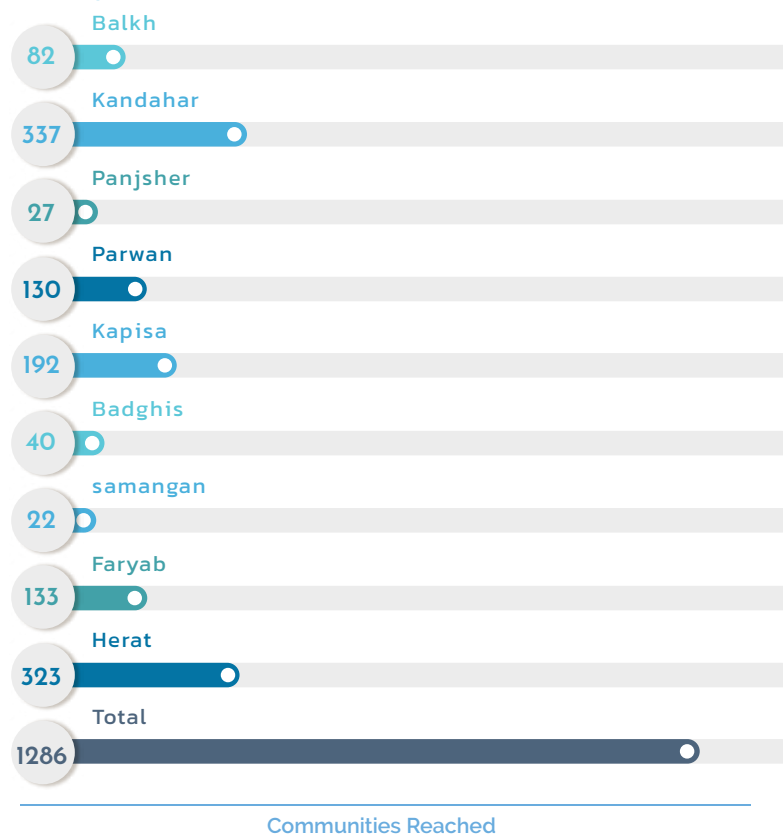 Balkh
82
Kandahar
337
Panjsher
27
Parwan
130
Kapisa
192
Badghis
40
samangan
22
Faryab
133
Herat
323
Total
1286
Communities Reached